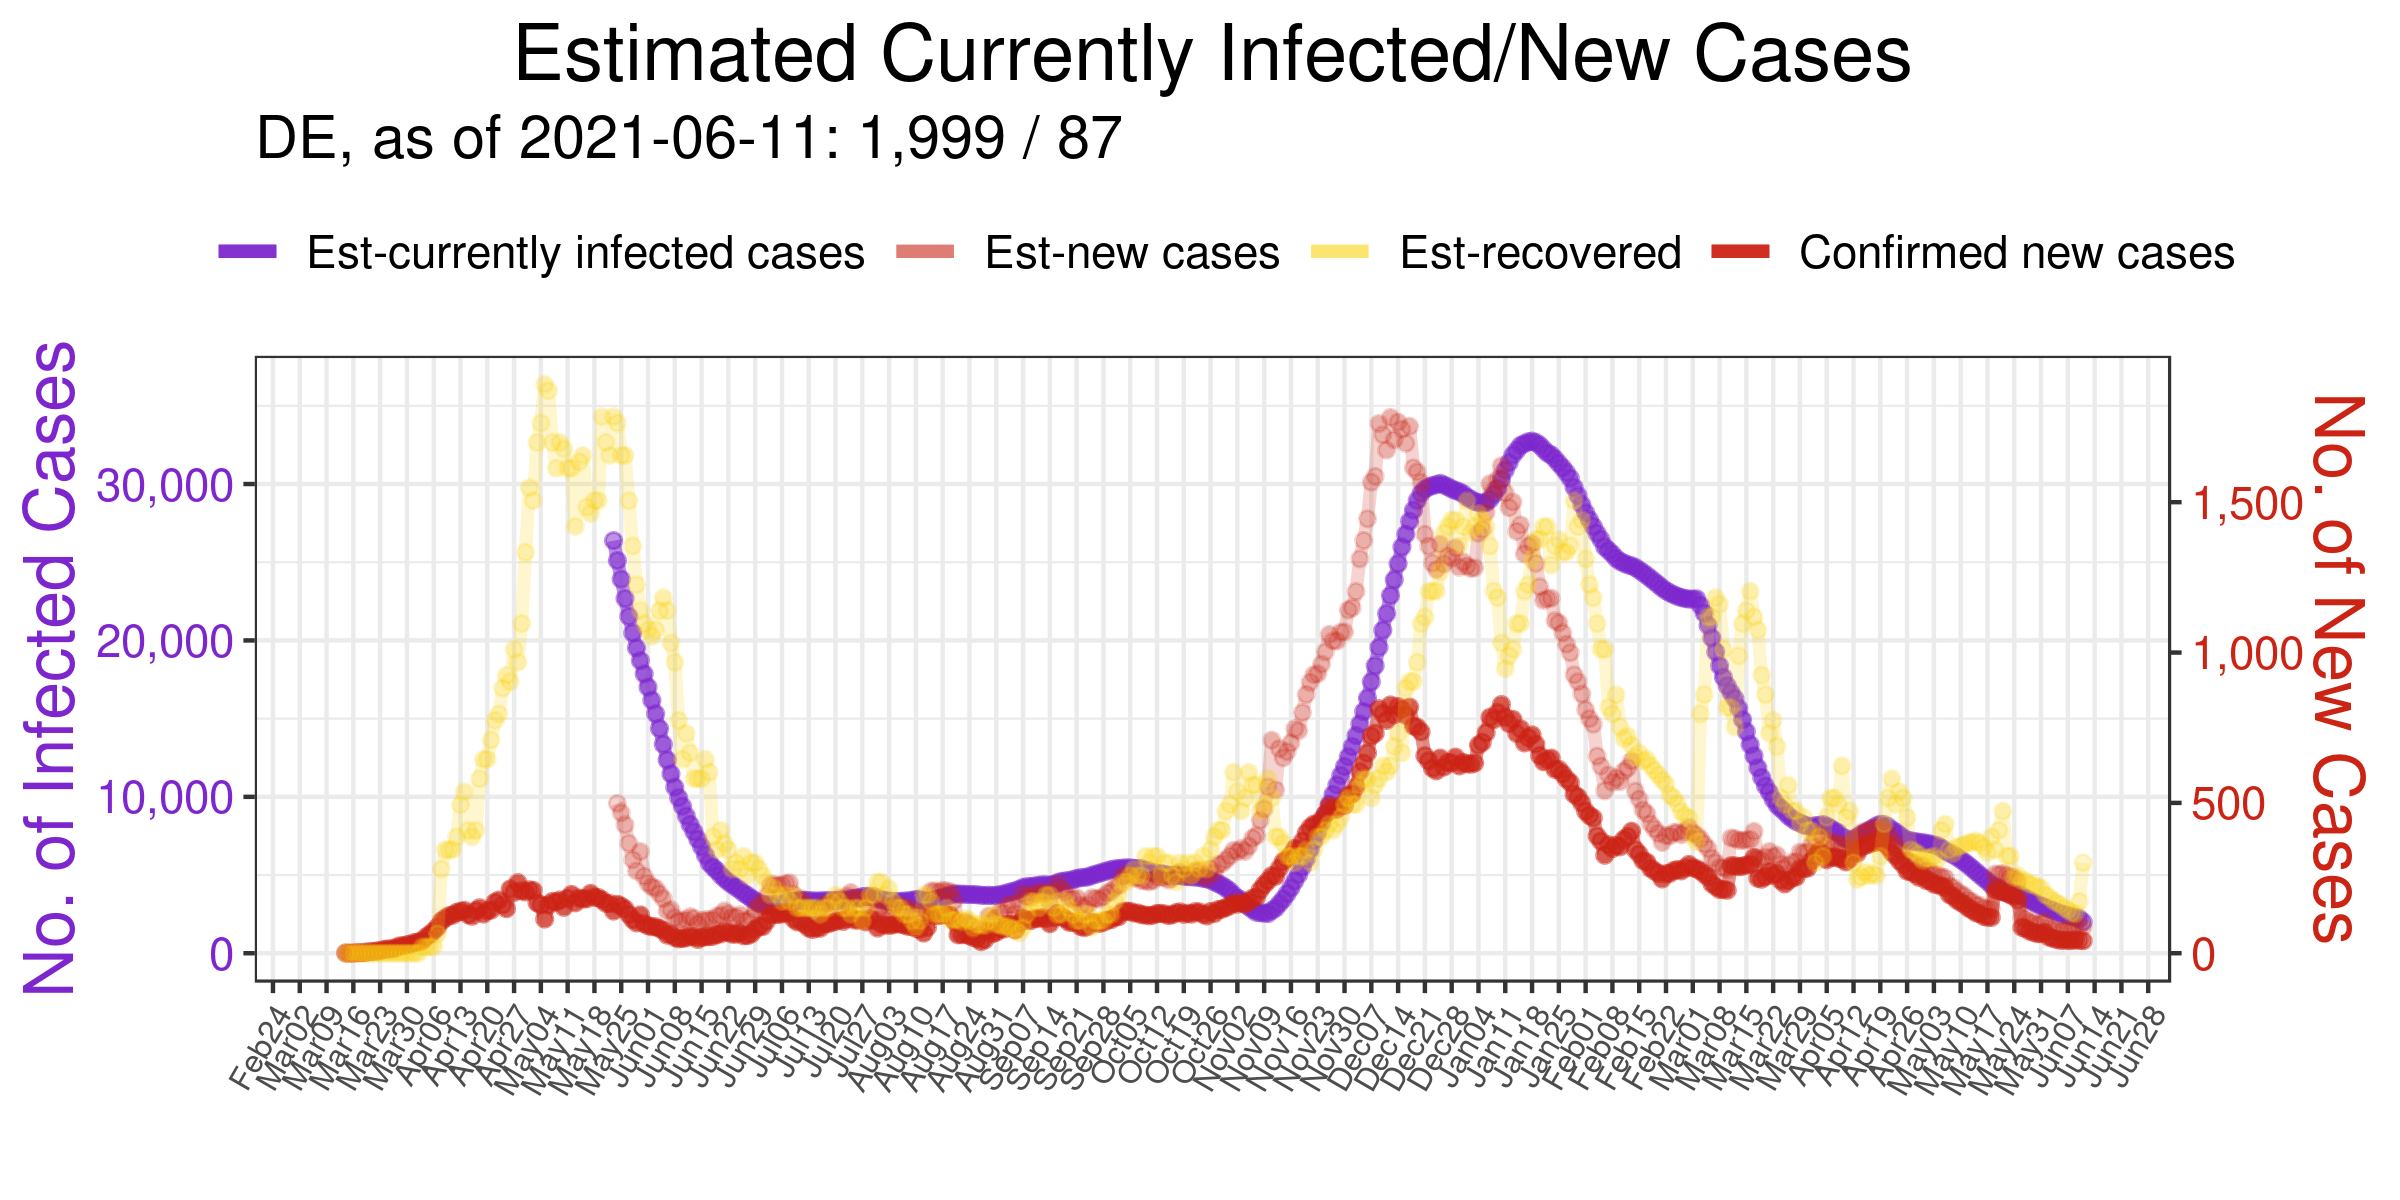 Estimated Currently Infected/New Cases
DE, as of 2021-06-11: 1,999 / 87
Est-currently infected cases Est-new cases Est-recovered Confirmed new cases
No. of Infected Cases
30,000
20,000
10,000
0
1,500
1,000
500
0
No. of New Cases
Feb24 Mar02 Mar09 Mar16 Mar23 Mar30 Apr06 Apr13 Apr20 Apr27 May04 May11 May18 May25 Jun01 Jun08 Jun15 Jun22 Jun29 Jul06 Jul13 Jul20 Jul27 Aug03 Aug10 Aug17 Aug24 Aug31 Sep07 Sep14 Sep21 Sep28 Oct05 Oct12 Oct19 Oct26 Nov02 Nov09 Nov16 Nov23 Nov30 Dec07 Dec14 Dec21 Dec28 Jan04 Jan11 Jan18 Jan25 Feb01 Feb08 Feb15 Feb22 Mar01 Mar08 Mar15 Mar22 Mar29 Apr05 Apr12 Apr19 Apr26 May03 May10 May17 May24 May31 Jun07 Jun14 Jun21 Jun28